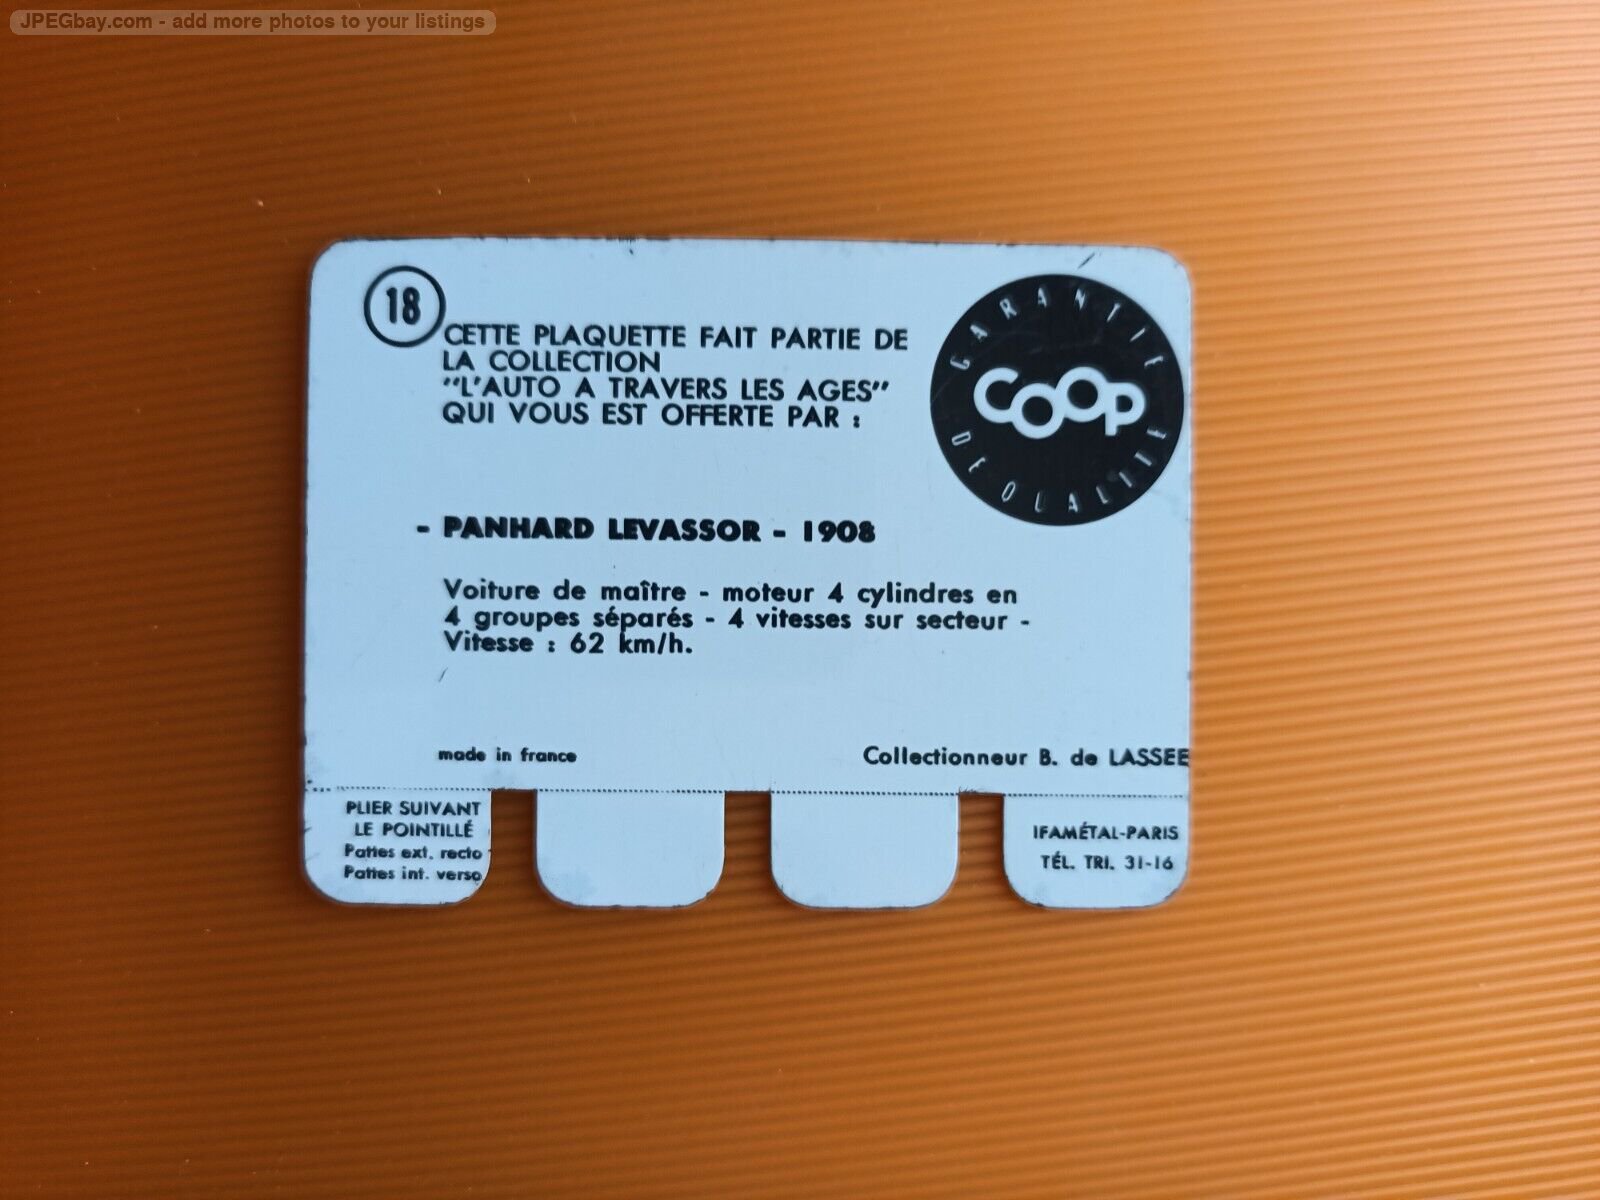 JPEGbay.com - add more photos to your listings
18
CETTE PLAQUETTE FAIT PARTIE DE
LA COLLECTION
"L'AUTO A TRAVERS LES AGES"
QUI VOUS EST OFFERTE PAR :
GARANTIE
COOP
DE QUALITÉ
- PANHARD LEVASSOR - 1908
Voiture de maître - moteur 4 cylindres en
4 groupes séparés - 4 vitesses sur secteur -
Vitesse : 62 km/h.
made in france
Collectionneur B. de LASSEE
PLIER SUIVANT
LE POINTILLÉ
Pattes ext. recto
Pattes int. verso
IFAMÉTAL-PARIS
TÉL. TRI. 31-16